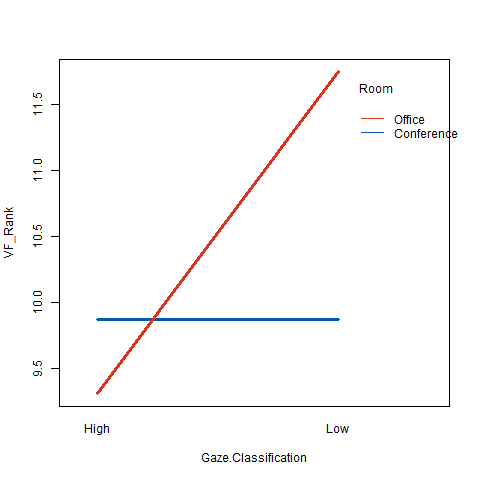 Room
Office
Conference
VF_Rank
11.5
11.0
10.5
10.0
9.5
High
Low
Gaze.Classification